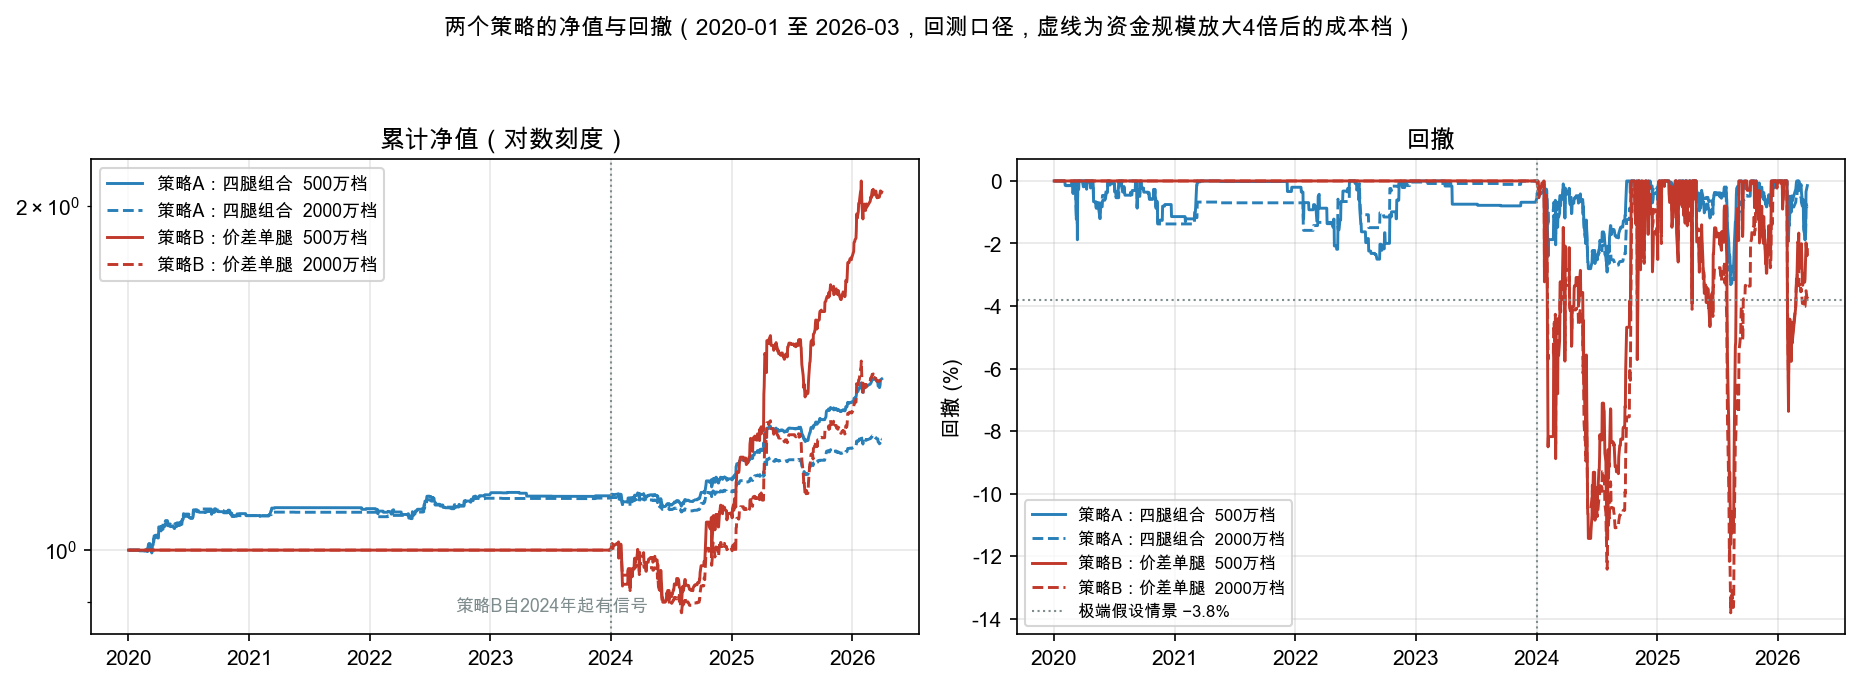 两个策略的净值与回撤（2020-01 至 2026-03，回测口径，虚线为资金规模放大4倍后的成本档）
累计净值（对数刻度）
策略A：四腿组合 500万档
策略A：四腿组合 2000万档
策略B：价差单腿 500万档
策略B：价差单腿 2000万档
2 × 10⁰
10⁰
策略B自2024年起有信号
2020 2021 2022 2023 2024 2025 2026
回撤
回撤 (%)
0
-2
-4
-6
-8
-10
-12
-14
策略A：四腿组合 500万档
策略A：四腿组合 2000万档
策略B：价差单腿 500万档
策略B：价差单腿 2000万档
极端假设情景 −3.8%
2020 2021 2022 2023 2024 2025 2026